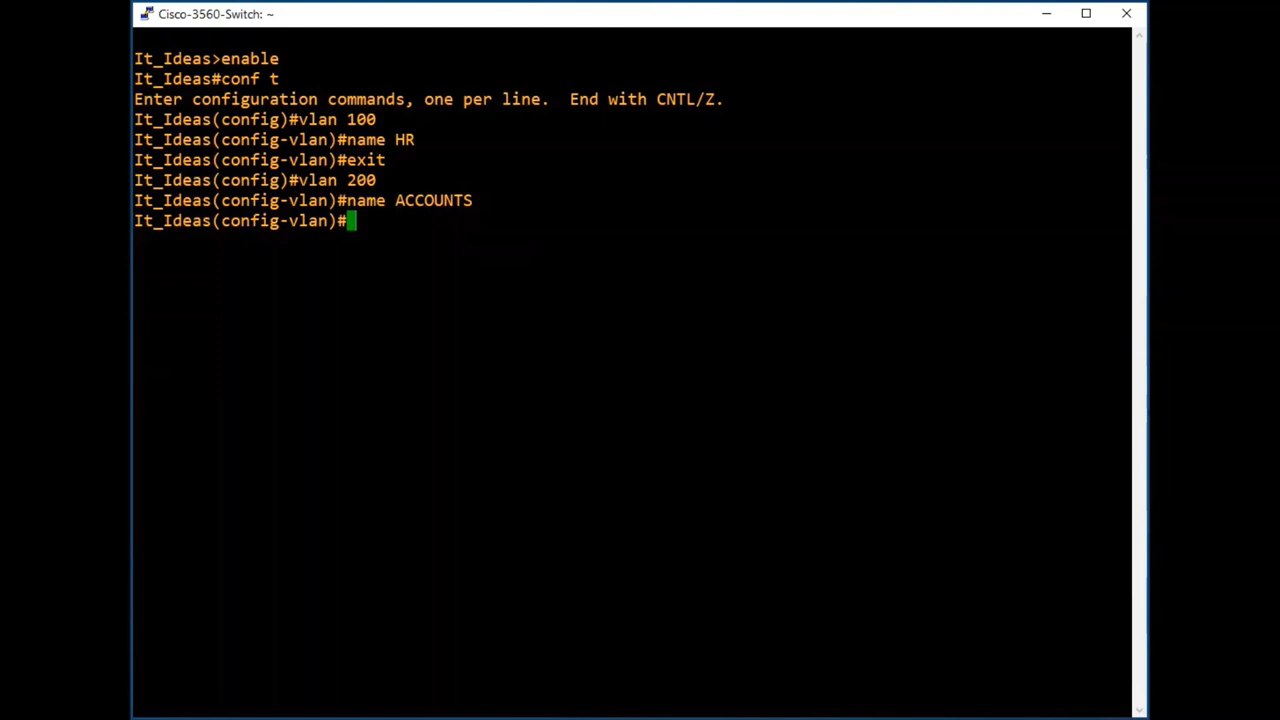 Cisco-3560-Switch: ~
It_Ideas>enable
It_Ideas#conf t
Enter configuration commands, one per line.  End with CNTL/Z.
It_Ideas(config)#vlan 100
It_Ideas(config-vlan)#name HR
It_Ideas(config-vlan)#exit
It_Ideas(config)#vlan 200
It_Ideas(config-vlan)#name ACCOUNTS
It_Ideas(config-vlan)#